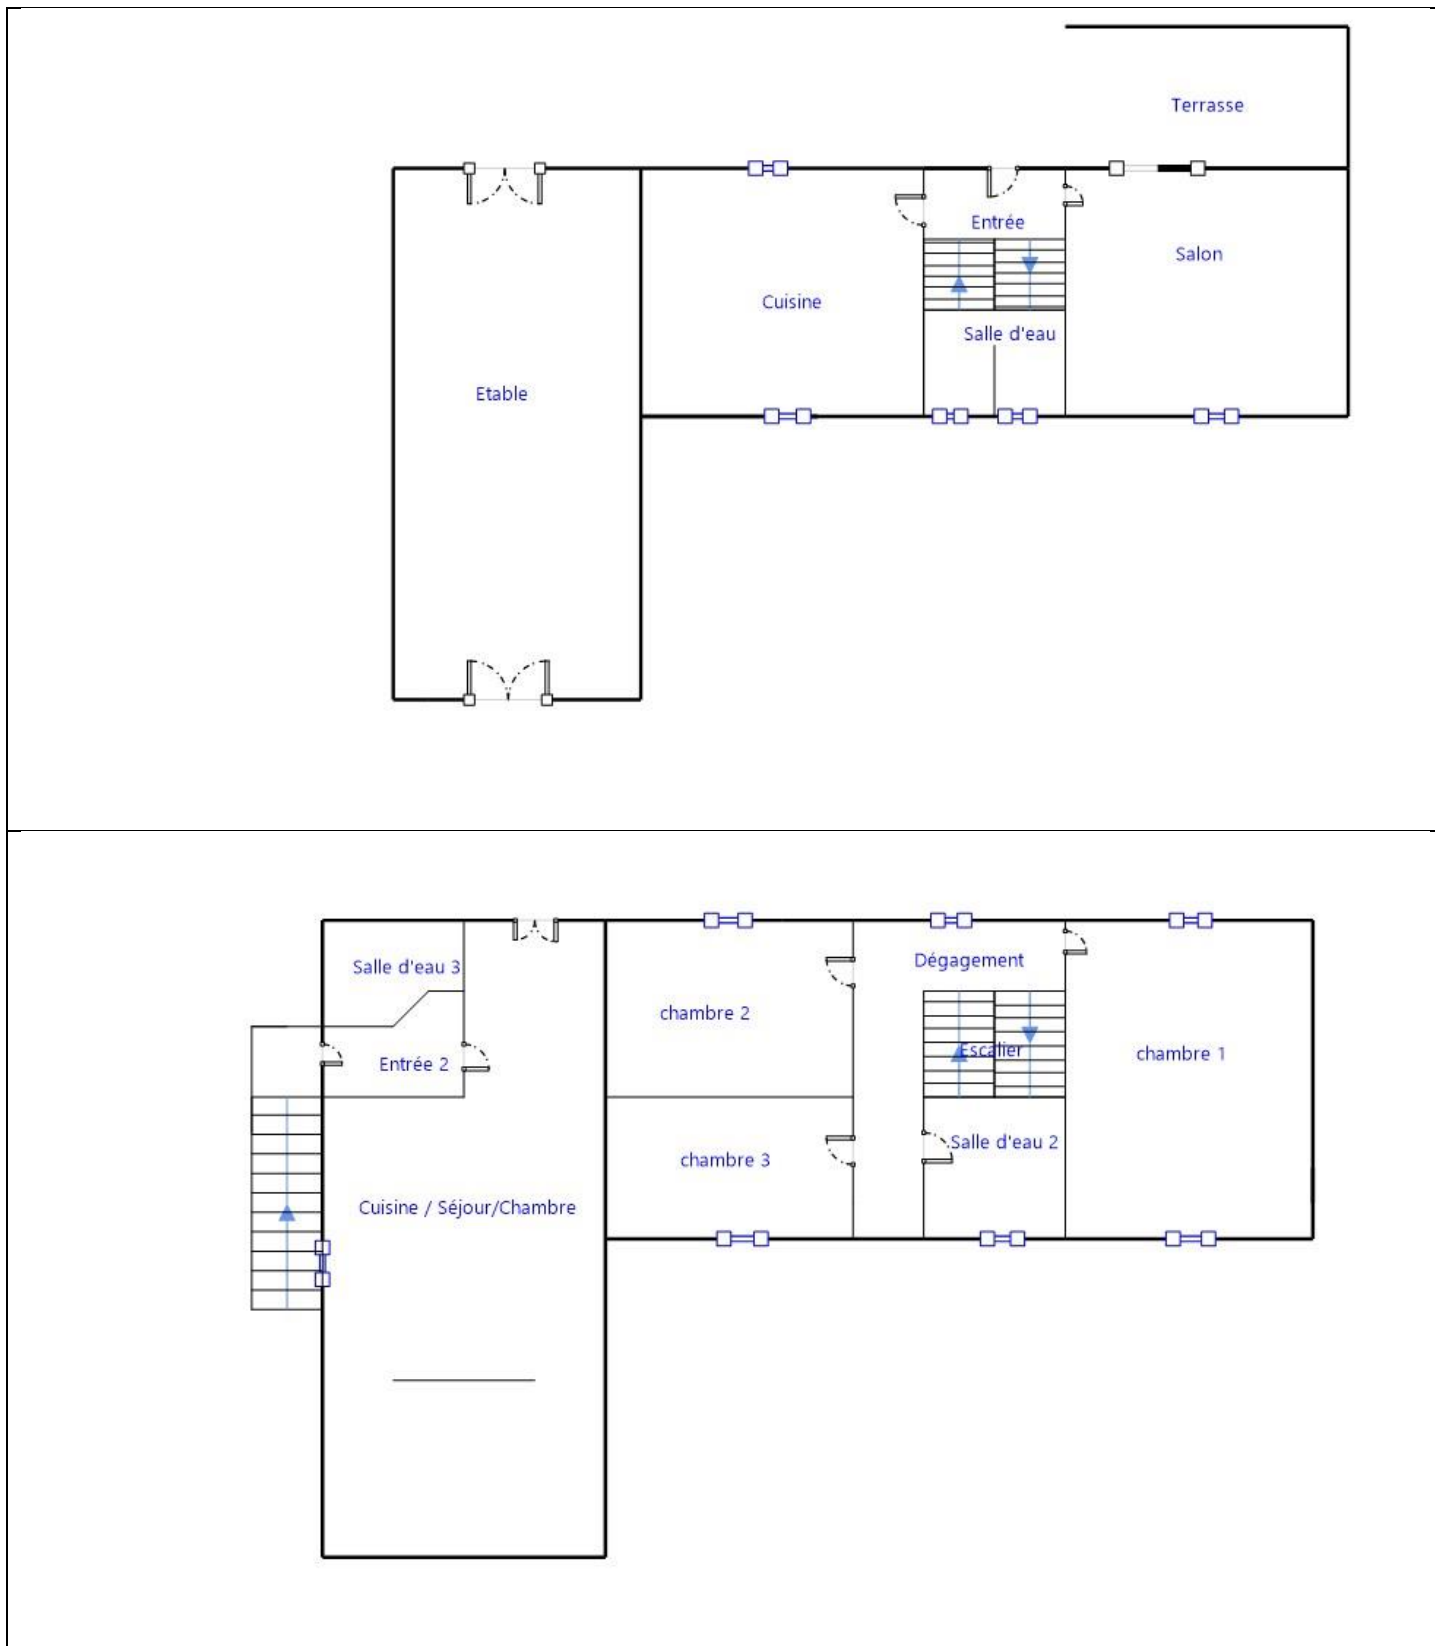 Terrasse
Entrée
Salon
Cuisine
Salle d'eau
Etable
Dégagement
Salle d'eau 3
chambre 2
Escalier
chambre 1
Entrée 2
Salle d'eau 2
chambre 3
Cuisine / Séjour/Chambre